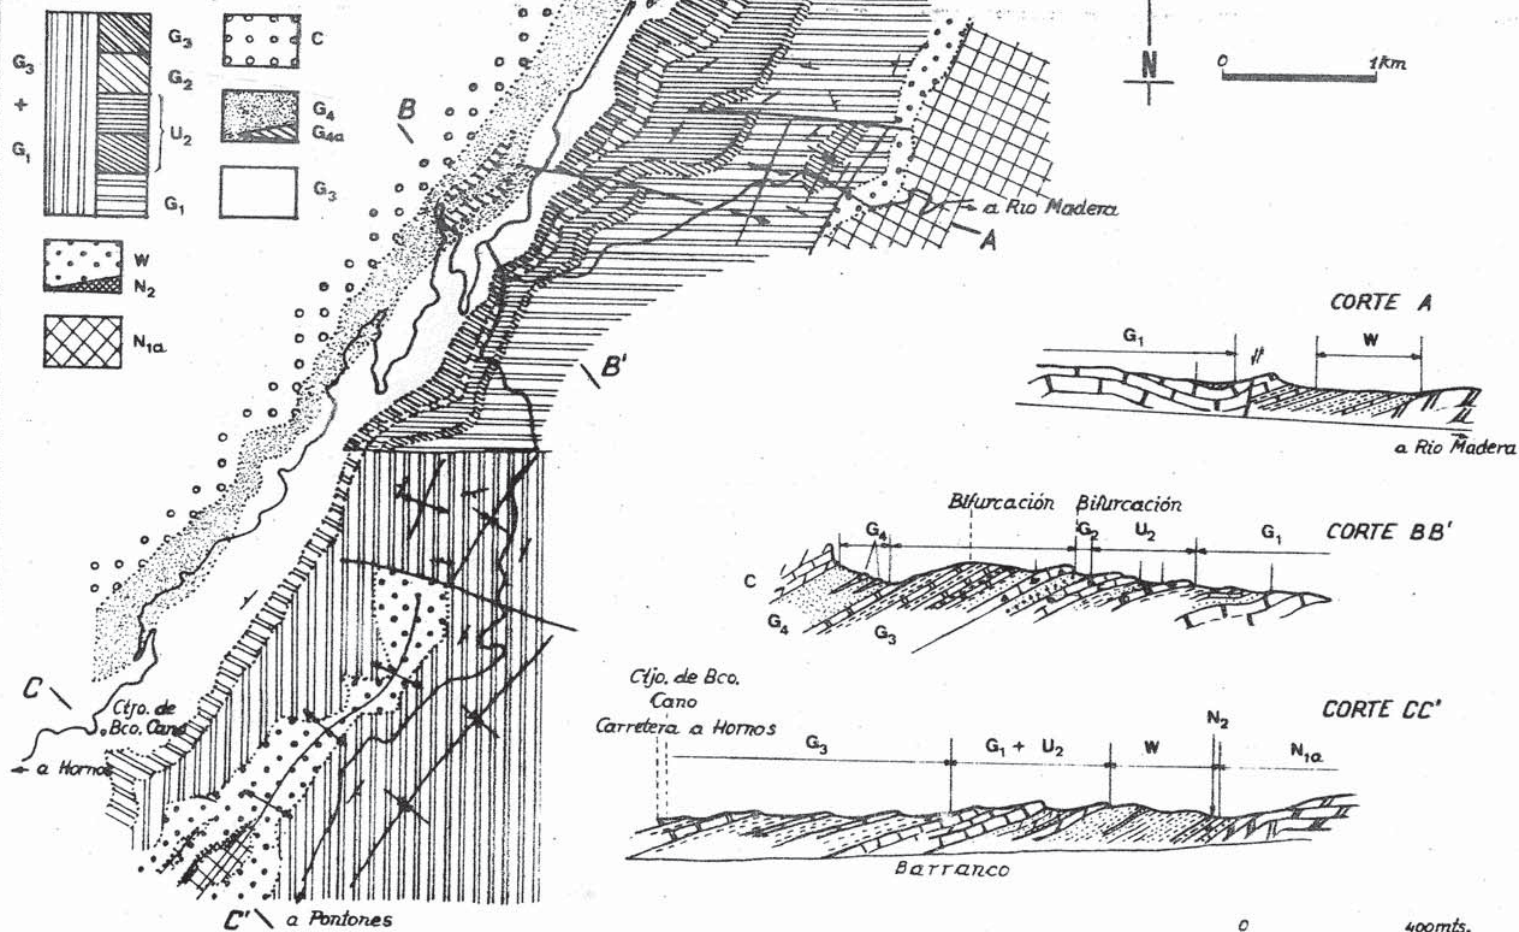 G3
+
G1
G3
G2
U2
G1
C
G4
G4a
G3
W
N2
N1a
N
0 1km
B
a Rio Madera
A
B'
C
Ctjo. de
Bco. Cano
a Hornos
C'
a Pontones
CORTE A
G1
W
a Rio Madera
CORTE BB'
Bifurcación Bifurcación
G4
G2
U2
G1
C
G4
G3
CORTE CC'
Ctjo. de Bco.
Cano
Carretera a Hornos
G3
G1 + U2
W
N2
N1a
Barranco
0 400mts.